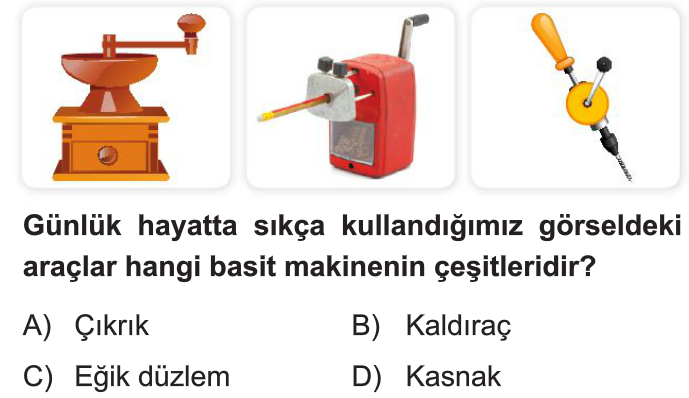 Günlük hayatta sıkça kullandığımız görseldeki
araçlar hangi basit makinenin çeşitleridir?
A) Çıkrık
B) Kaldıraç
C) Eğik düzlem
D) Kasnak